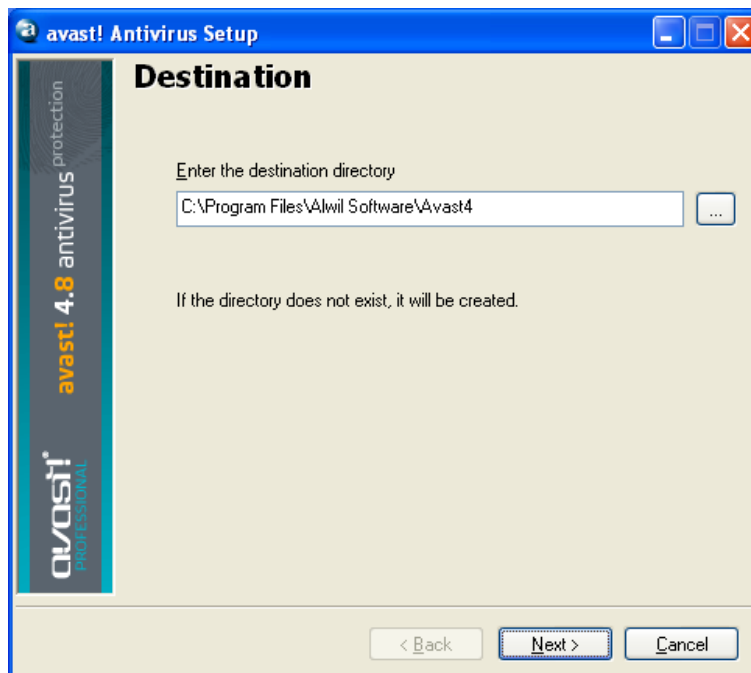 avast! Antivirus Setup
Destination
Enter the destination directory
C:\Program Files\Alwil Software\Avast4
...
If the directory does not exist, it will be created.
avast! 4.8 antivirus protection
avast!
PROFESSIONAL
< Back
Next >
Cancel